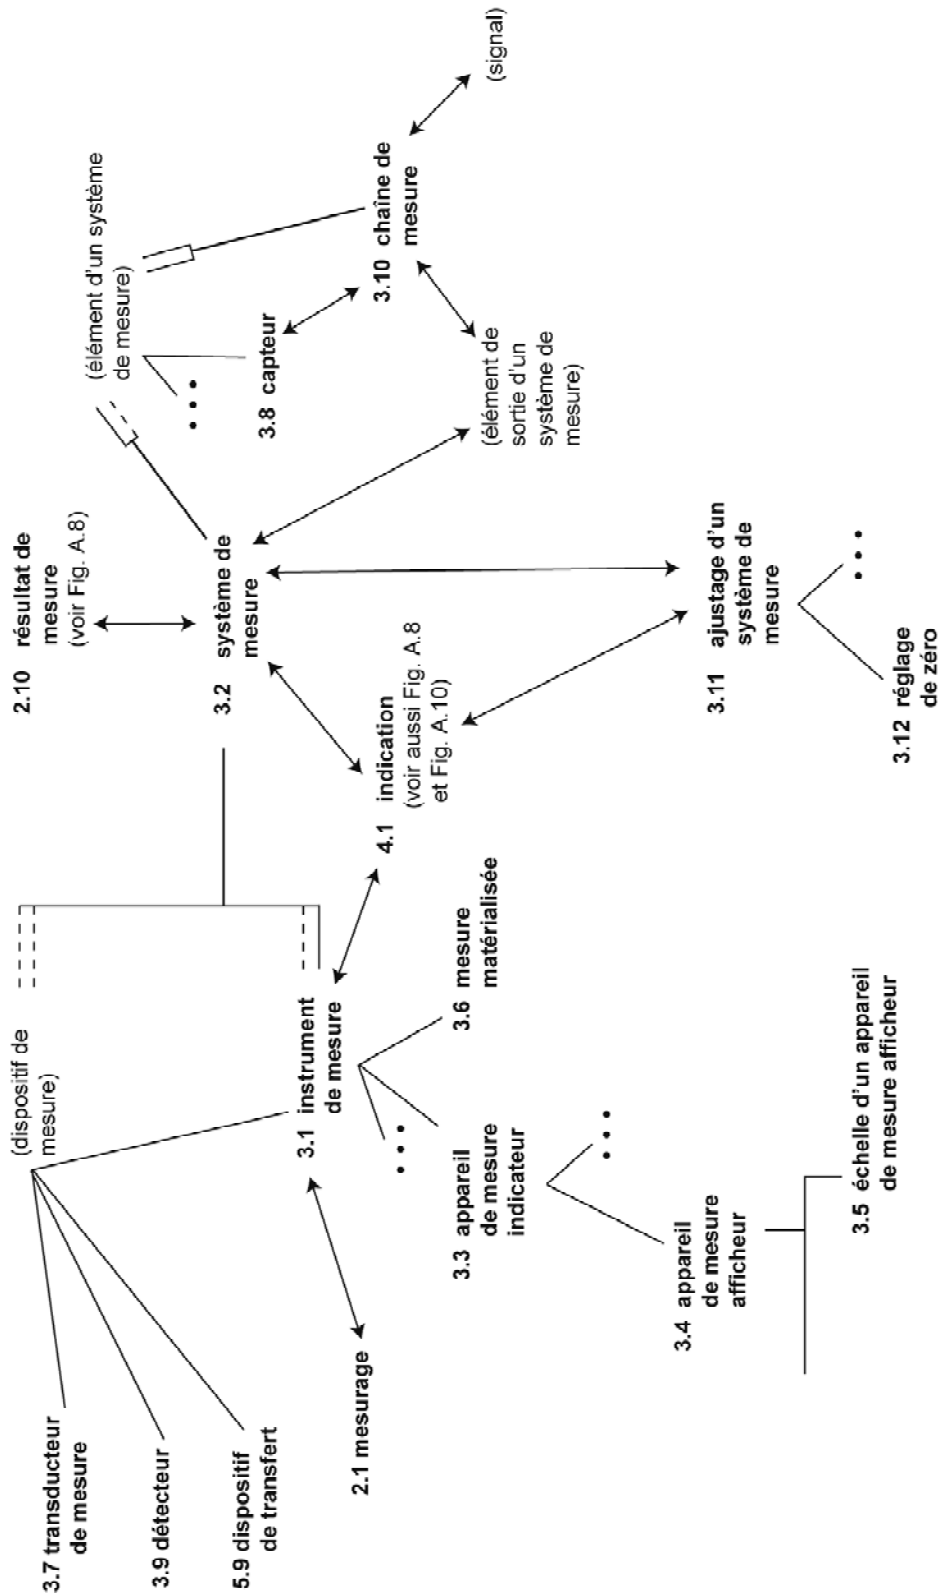 (dispositif de
mesure)
3.7 transducteur
de mesure
3.9 détecteur
5.9 dispositif
de transfert
2.10 résultat de
mesure
(voir Fig. A.8)
(élément d'un système
de mesure)
3.2 système de
mesure
3.8 capteur
3.10 chaîne de
mesure
(signal)
3.1 instrument
de mesure
2.1 mesurage
4.1 indication
(voir aussi Fig. A.8
et Fig. A.10)
(élément de
sortie d'un
système de
mesure)
3.3 appareil
de mesure
indicateur
3.6 mesure
matérialisée
3.4 appareil
de mesure
afficheur
3.11 ajustage d'un
système de
mesure
3.5 échelle d'un appareil
de mesure afficheur
3.12 réglage
de zéro